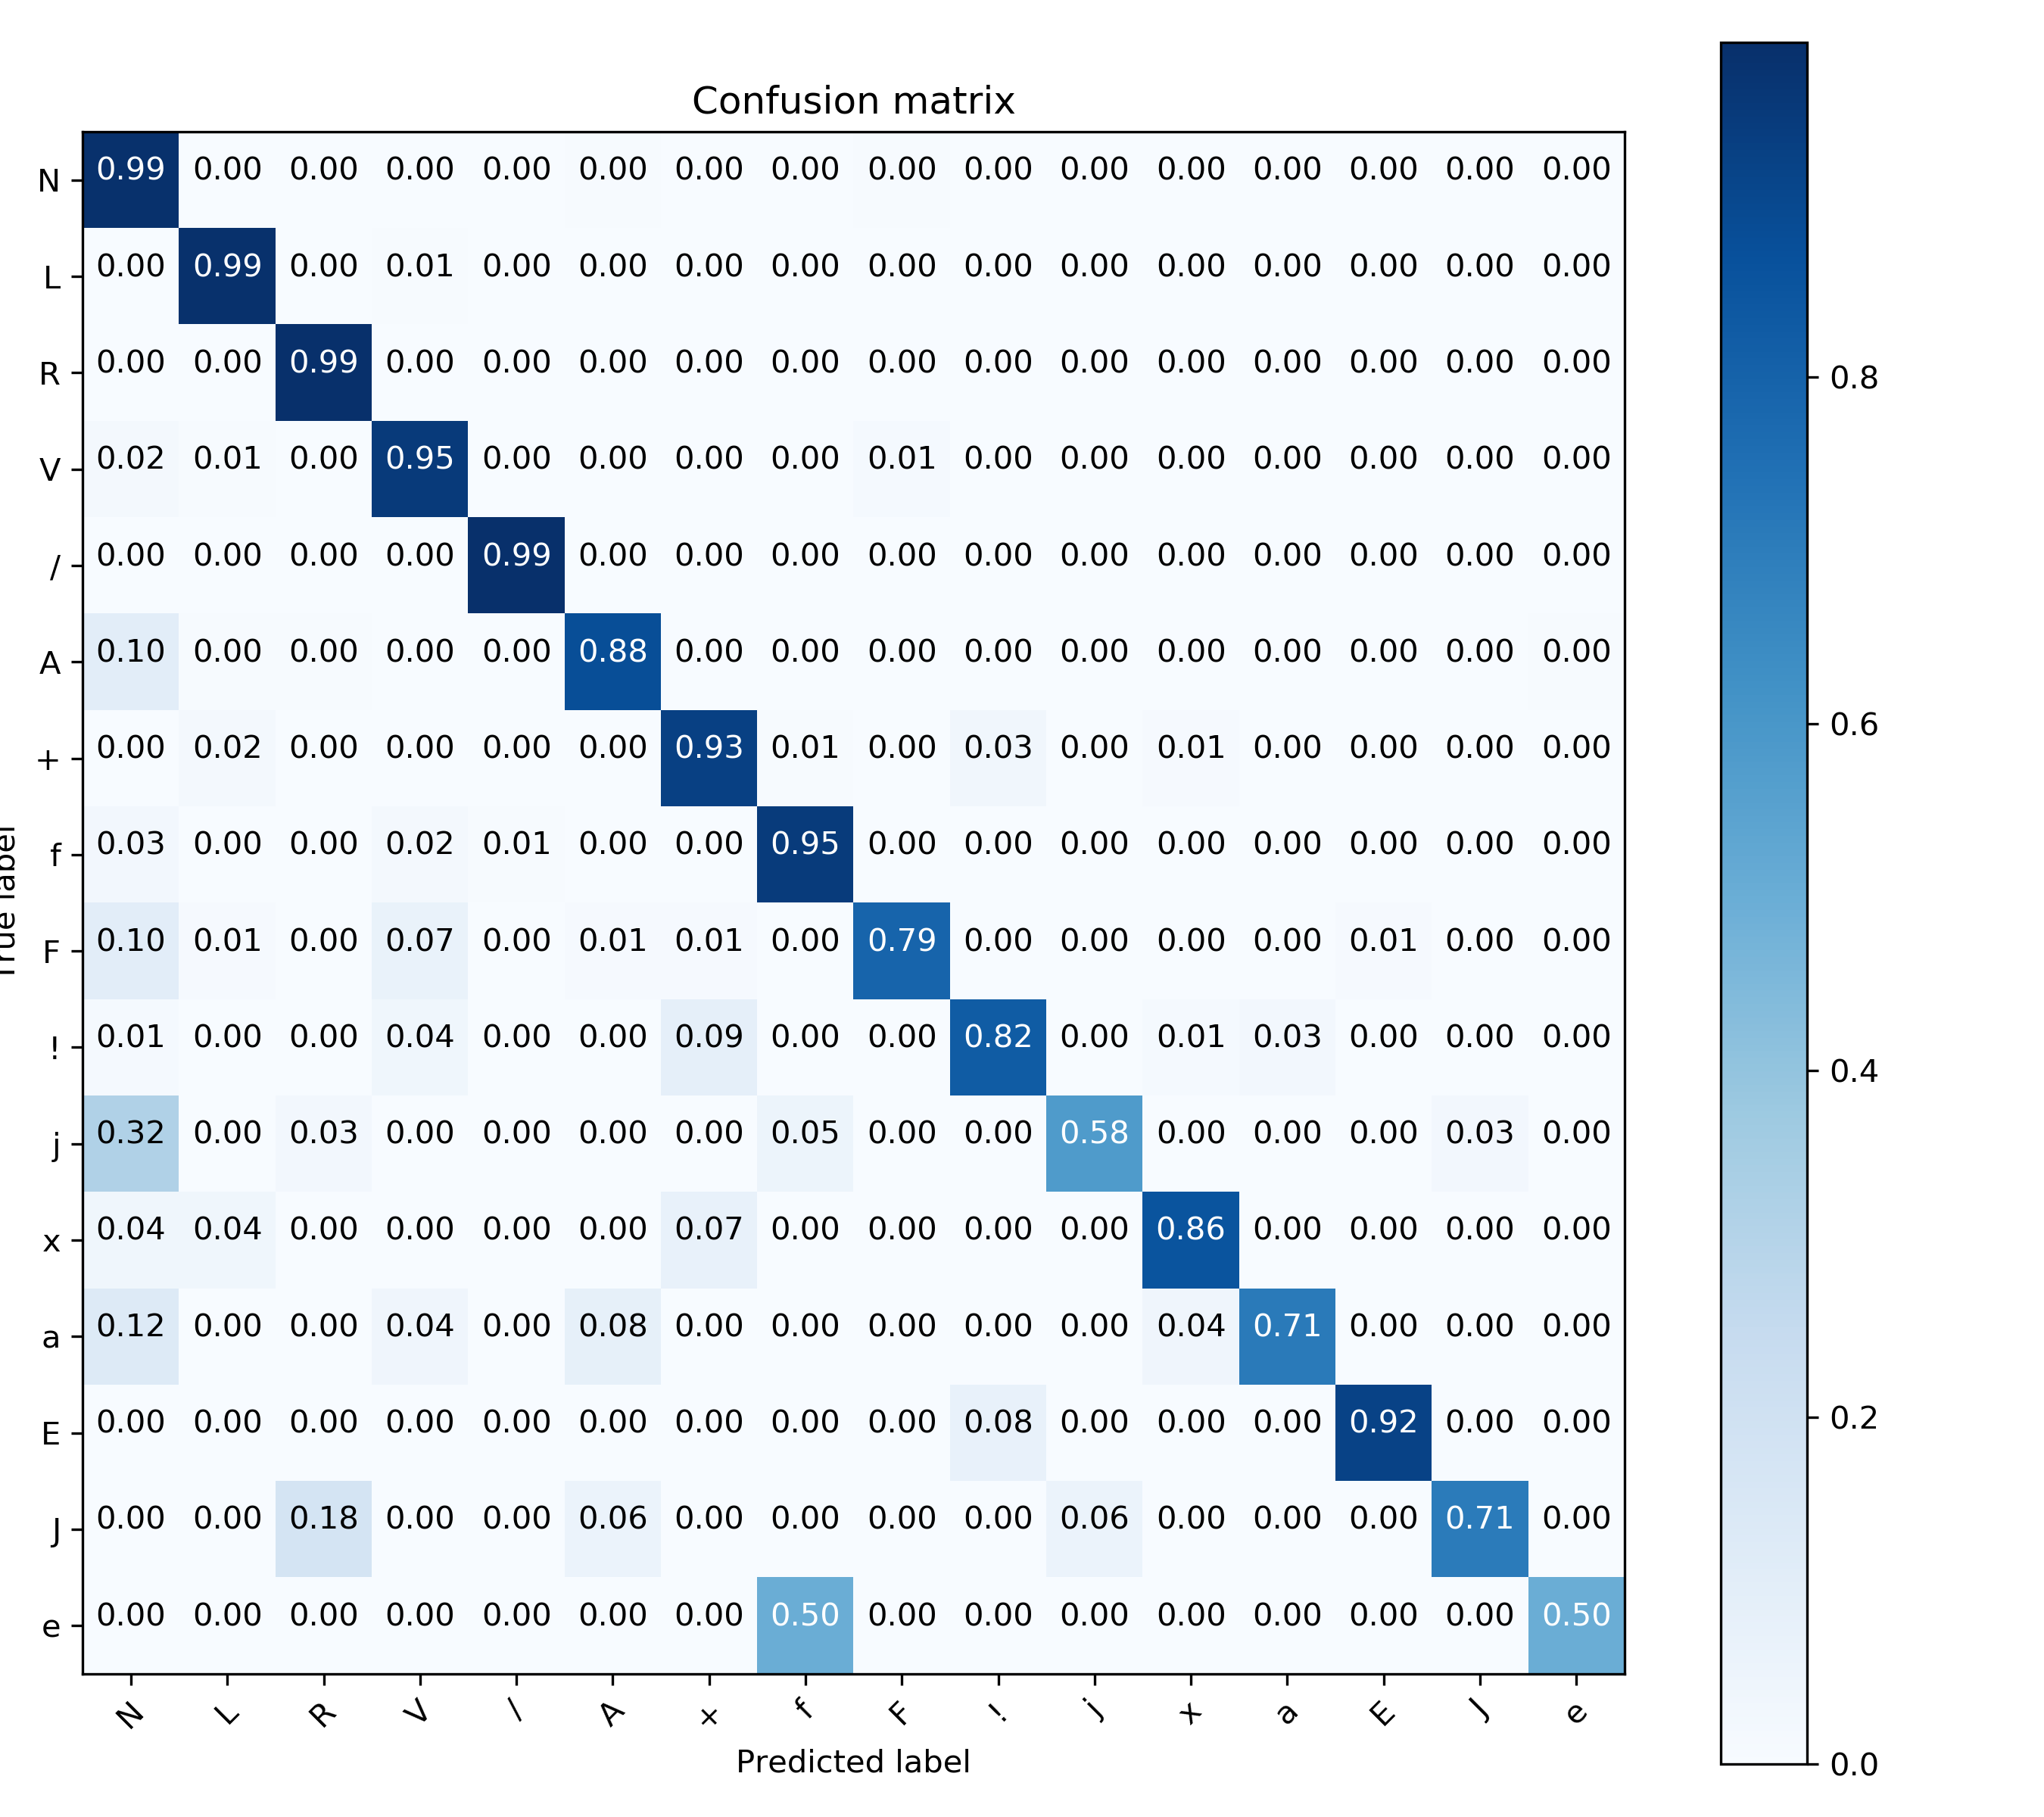 Confusion matrix
N 0.99 0.00 0.00 0.00 0.00 0.00 0.00 0.00 0.00 0.00 0.00 0.00 0.00 0.00 0.00 0.00
L 0.00 0.99 0.00 0.01 0.00 0.00 0.00 0.00 0.00 0.00 0.00 0.00 0.00 0.00 0.00 0.00
R 0.00 0.00 0.99 0.00 0.00 0.00 0.00 0.00 0.00 0.00 0.00 0.00 0.00 0.00 0.00 0.00
V 0.02 0.01 0.00 0.95 0.00 0.00 0.00 0.00 0.01 0.00 0.00 0.00 0.00 0.00 0.00 0.00
/ 0.00 0.00 0.00 0.00 0.99 0.00 0.00 0.00 0.00 0.00 0.00 0.00 0.00 0.00 0.00 0.00
A 0.10 0.00 0.00 0.00 0.00 0.88 0.00 0.00 0.00 0.00 0.00 0.00 0.00 0.00 0.00 0.00
+ 0.00 0.02 0.00 0.00 0.00 0.00 0.93 0.01 0.00 0.03 0.00 0.01 0.00 0.00 0.00 0.00
f 0.03 0.00 0.00 0.02 0.01 0.00 0.00 0.95 0.00 0.00 0.00 0.00 0.00 0.00 0.00 0.00
F 0.10 0.01 0.00 0.07 0.00 0.01 0.01 0.00 0.79 0.00 0.00 0.00 0.00 0.01 0.00 0.00
! 0.01 0.00 0.00 0.04 0.00 0.00 0.09 0.00 0.00 0.82 0.00 0.01 0.03 0.00 0.00 0.00
j 0.32 0.00 0.03 0.00 0.00 0.00 0.00 0.05 0.00 0.00 0.58 0.00 0.00 0.00 0.03 0.00
x 0.04 0.04 0.00 0.00 0.00 0.00 0.07 0.00 0.00 0.00 0.00 0.86 0.00 0.00 0.00 0.00
a 0.12 0.00 0.00 0.04 0.00 0.08 0.00 0.00 0.00 0.00 0.00 0.04 0.71 0.00 0.00 0.00
E 0.00 0.00 0.00 0.00 0.00 0.00 0.00 0.00 0.00 0.08 0.00 0.00 0.00 0.92 0.00 0.00
J 0.00 0.00 0.18 0.00 0.00 0.06 0.00 0.00 0.00 0.00 0.06 0.00 0.00 0.00 0.71 0.00
e 0.00 0.00 0.00 0.00 0.00 0.00 0.00 0.50 0.00 0.00 0.00 0.00 0.00 0.00 0.00 0.50
N L R V / A + f F ! j x a E J e
Predicted label
True label
0.8
0.6
0.4
0.2
0.0